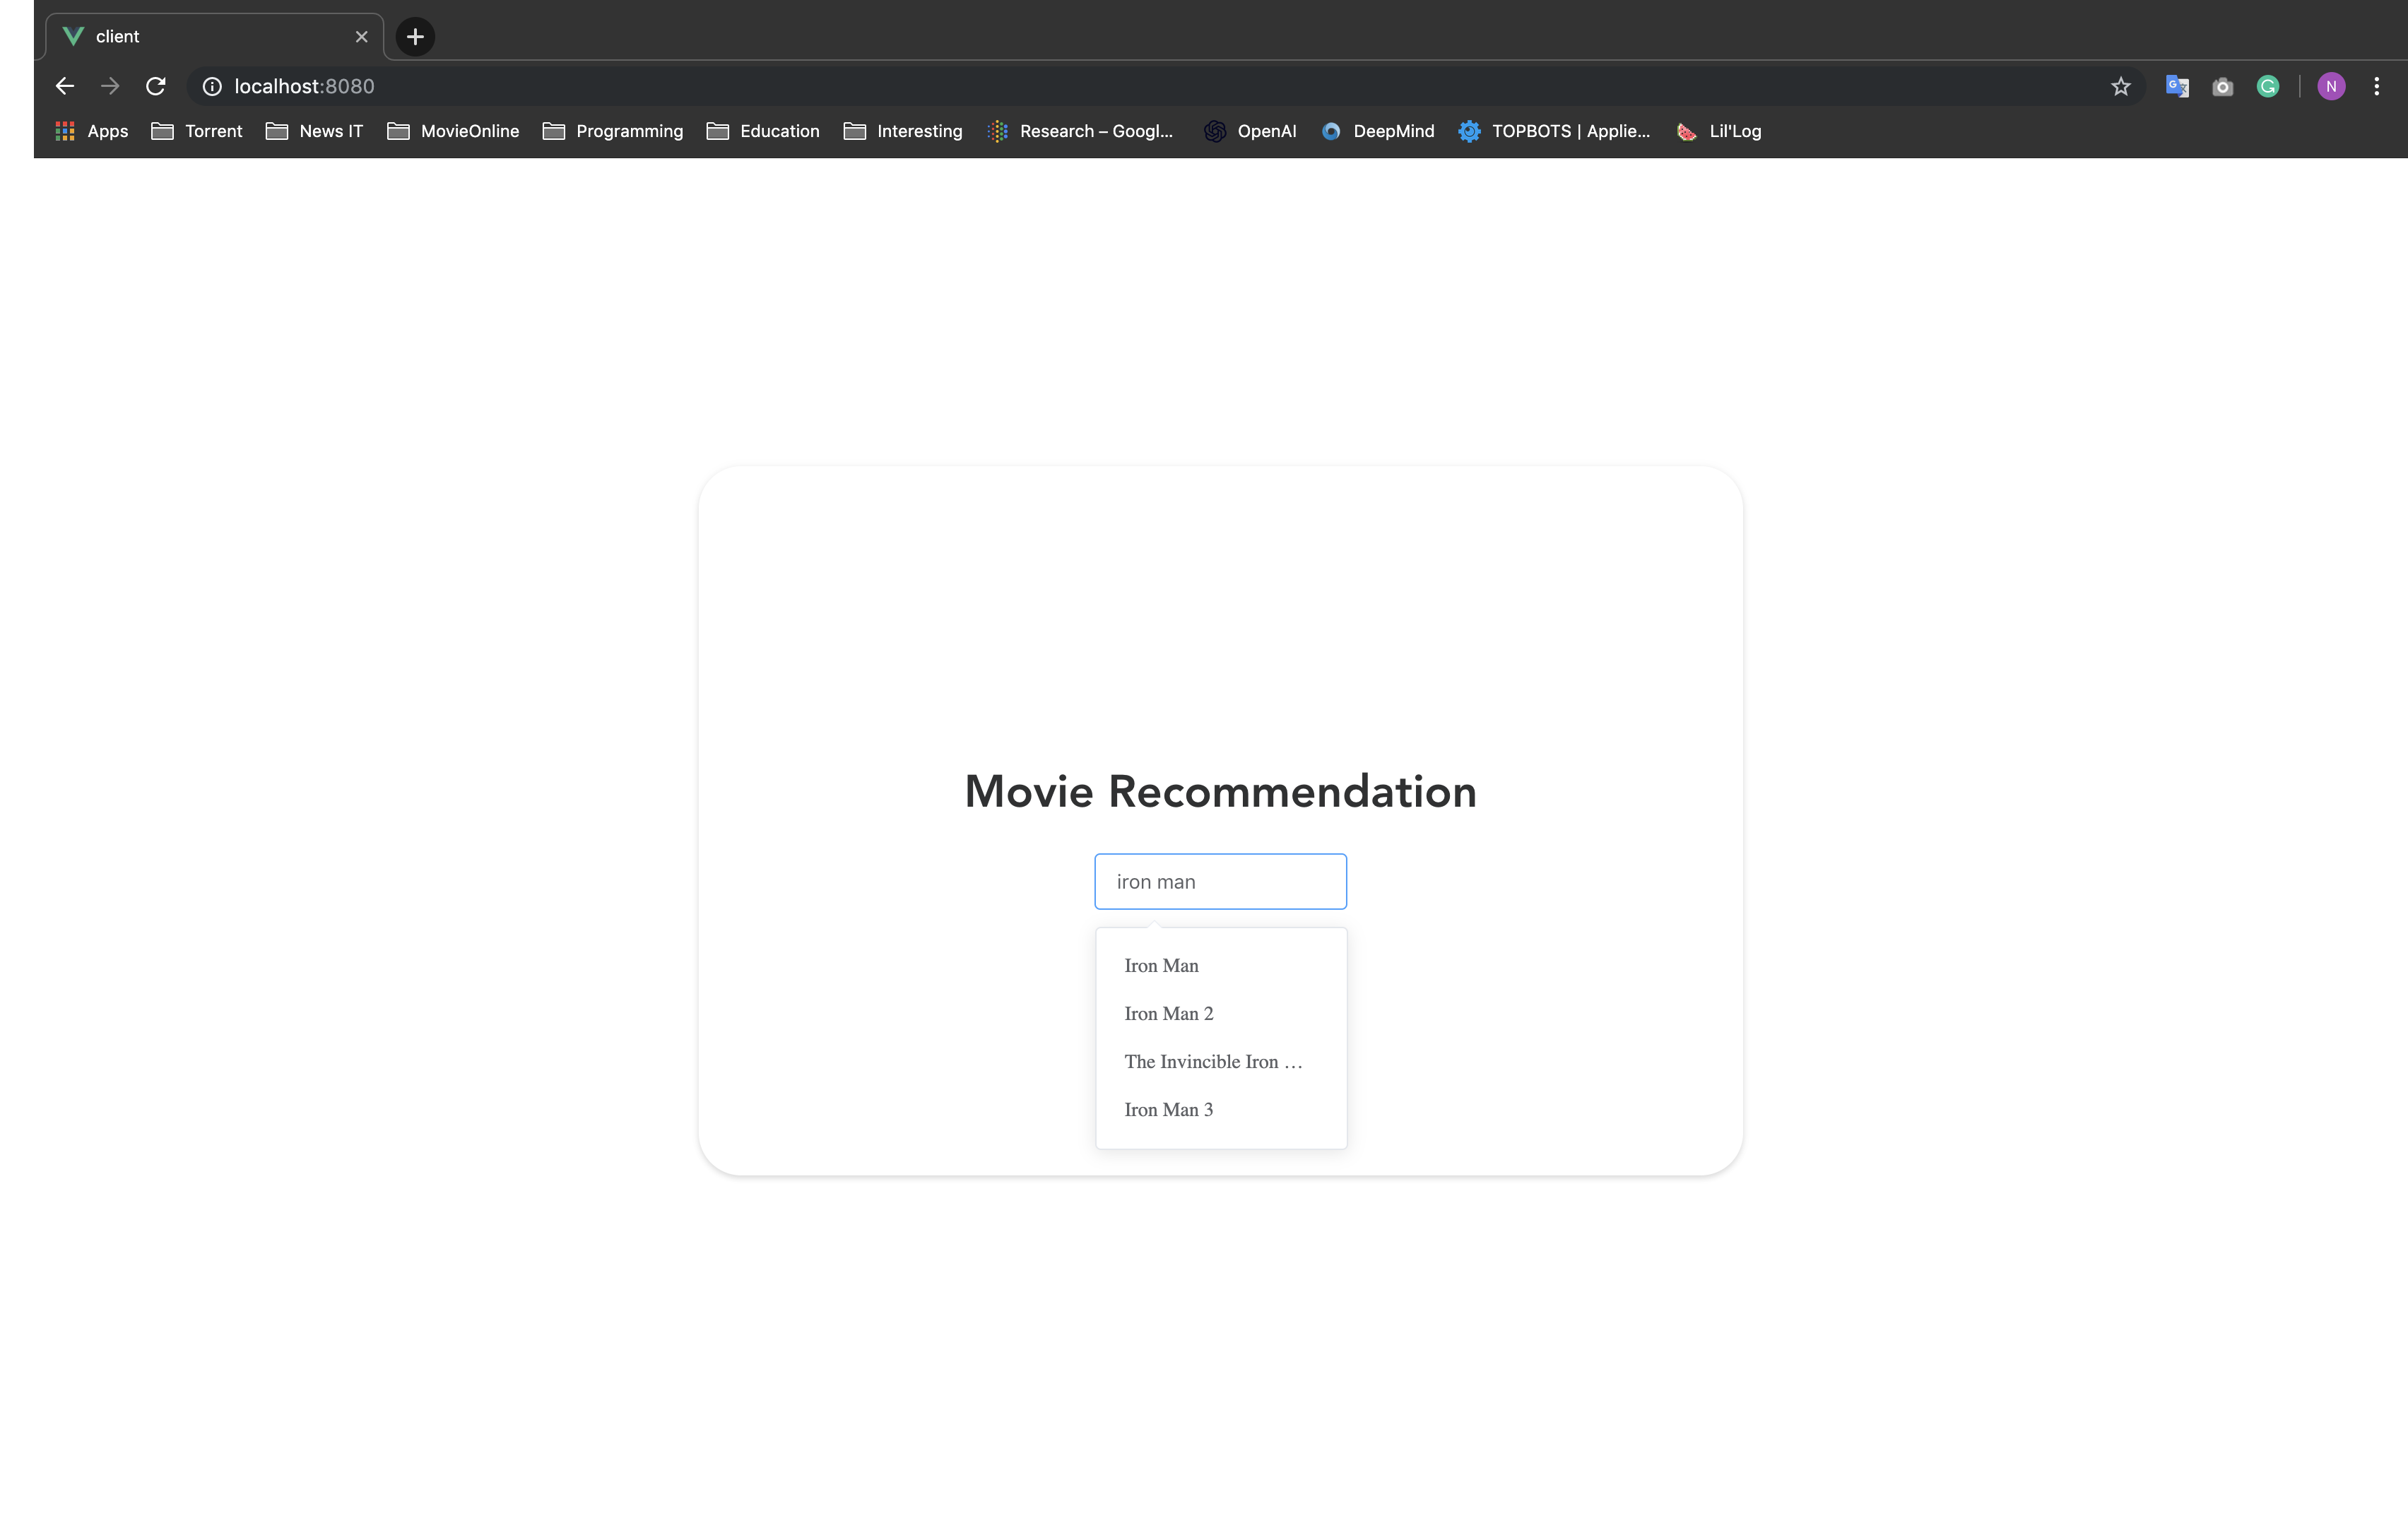 client
localhost:8080
N
Apps Torrent News IT MovieOnline Programming Education Interesting Research – Googl... OpenAI DeepMind TOPBOTS | Applie... Lil'Log
Movie Recommendation
iron man
Iron Man
Iron Man 2
The Invincible Iron …
Iron Man 3